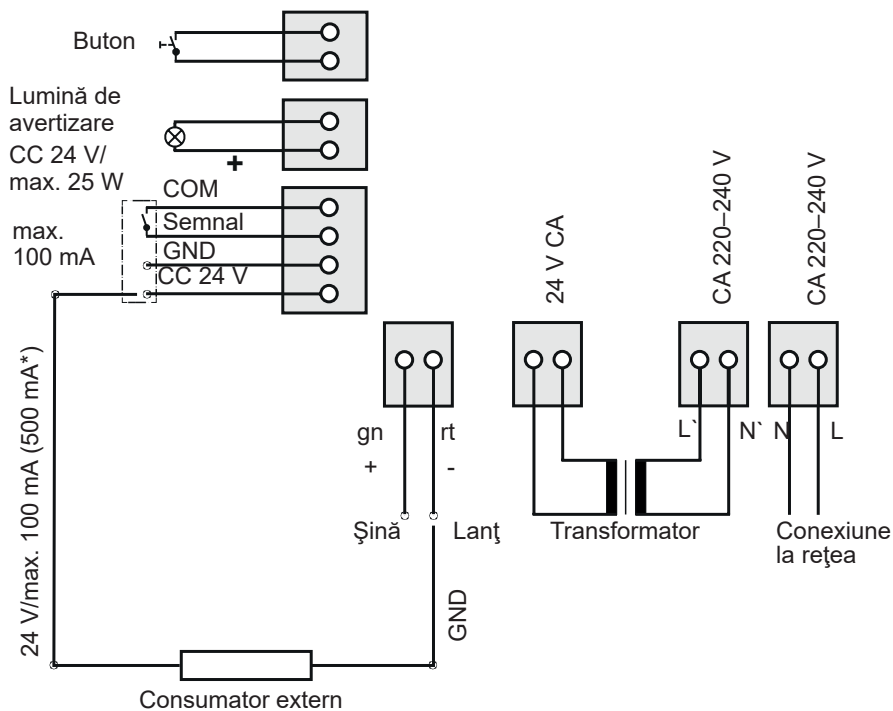 Buton
Lumină de
avertizare
CC 24 V/
max. 25 W
+
COM
Semnal
GND
CC 24 V
max.
100 mA
24 V/max. 100 mA (500 mA*)
24 V CA
CA 220–240 V
CA 220–240 V
gn
rt
+
-
L`
N`
N
L
Şină
Lanţ
Transformator
Conexiune
la reţea
GND
Consumator extern